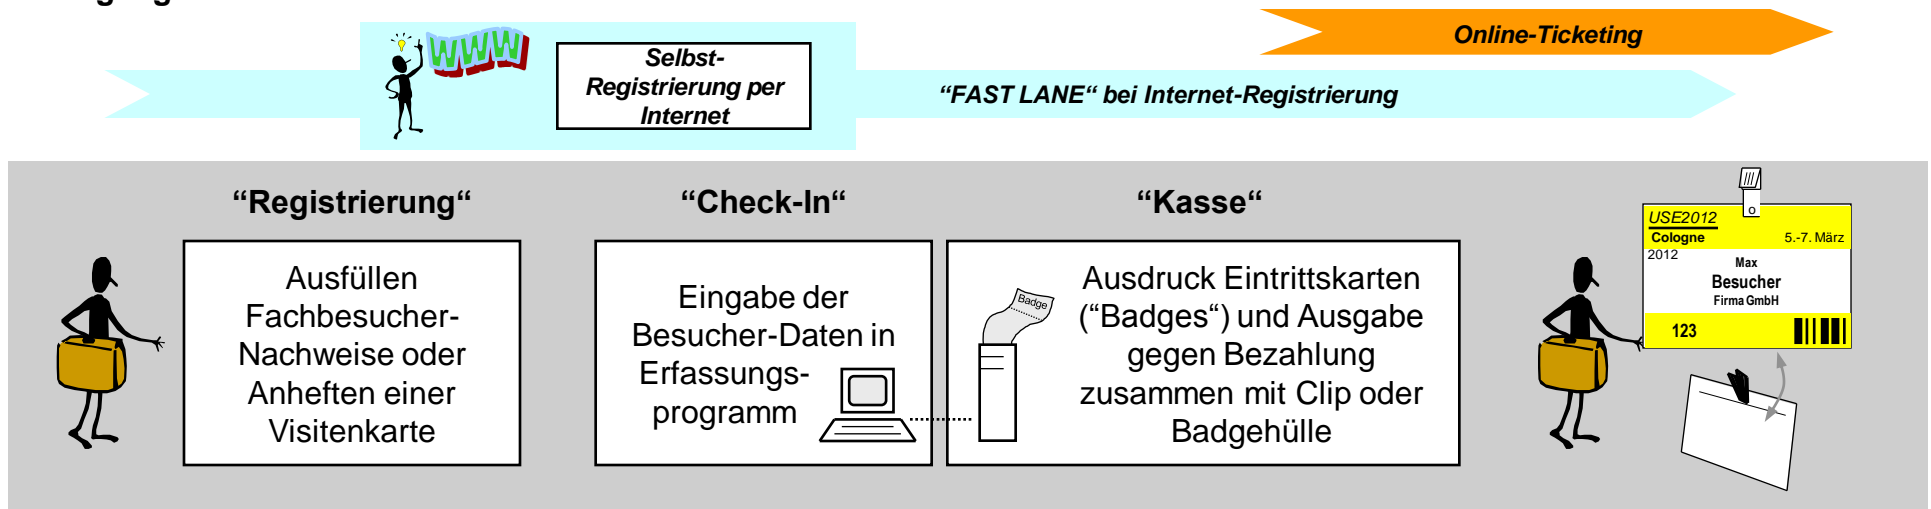 Online-Ticketing
WWW
Selbst-
Registrierung per
Internet
“FAST LANE“ bei Internet-Registrierung
“Registrierung“
“Check-In“
“Kasse“
Ausfüllen
Fachbesucher-
Nachweise oder
Anheften einer
Visitenkarte
Eingabe der
Besucher-Daten in
Erfassungs-
programm
Badge
Ausdruck Eintrittskarten
(“Badges“) und Ausgabe
gegen Bezahlung
zusammen mit Clip oder
Badgehülle
o
USE2012
Cologne 5.-7. März
2012
Max
Besucher
Firma GmbH
123